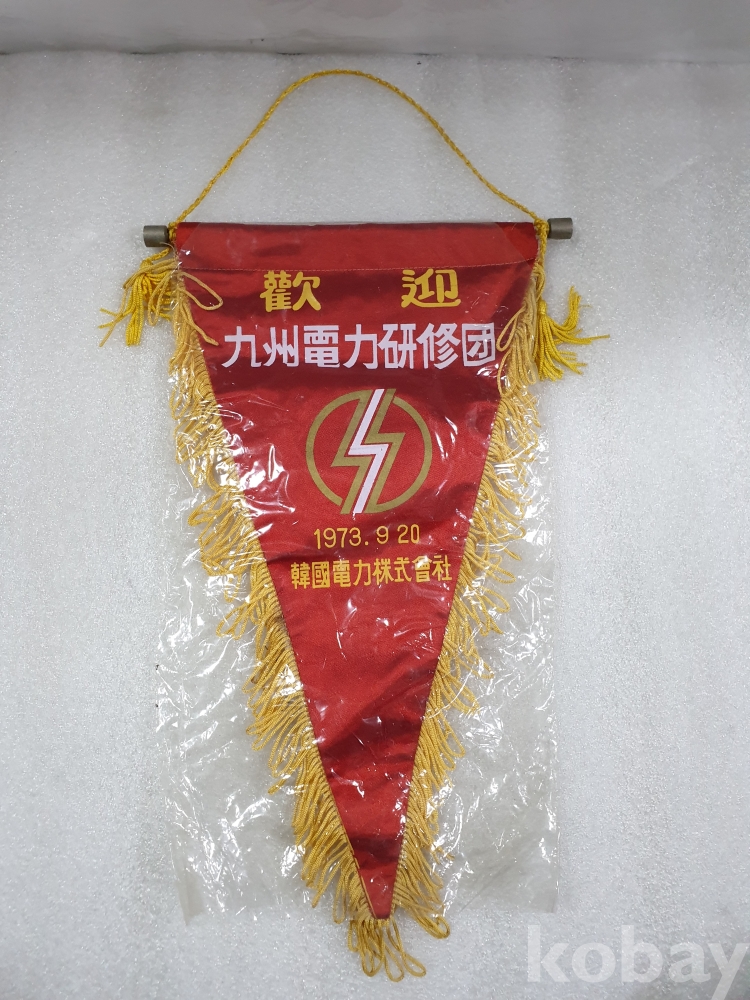 歡 迎
九州電力研修団
1973. 9 20
韓國電力株式會社
kobay